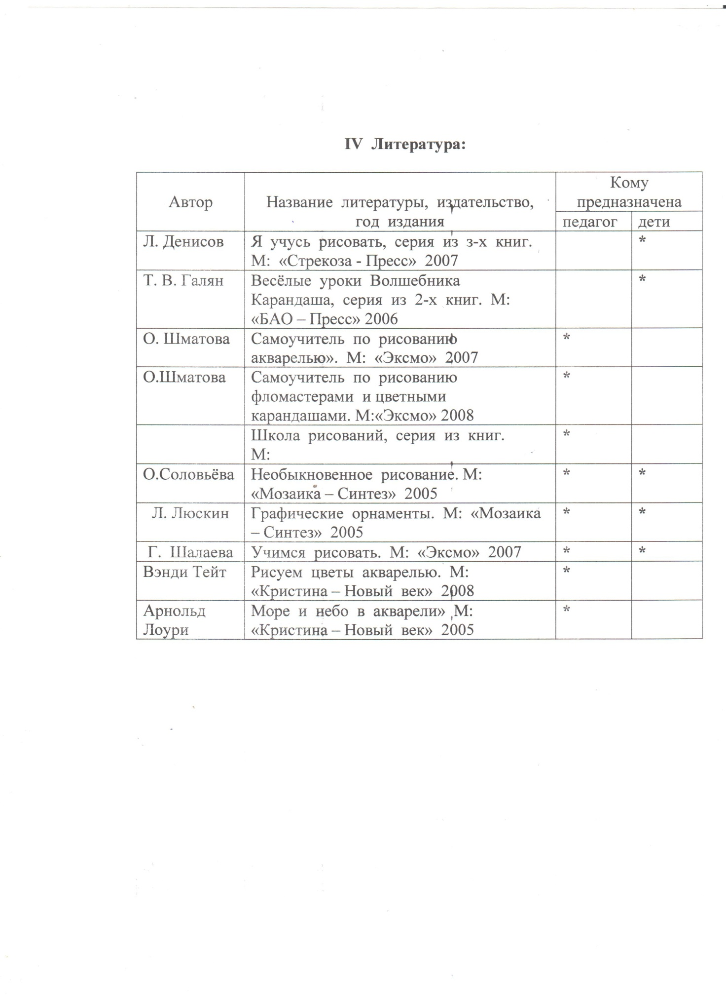 IV Литература:
Автор
Название литературы, издательство,
год издания
Кому
предназначена
педагог
дети
Л. Денисов
Я учусь рисовать, серия из з-х книг.
*
М: «Стрекоза - Пресс» 2007
Т. В. Галян
Весёлые уроки Волшебника
*
Карандаша, серия из 2-х книг. М:
«БАО – Пресс» 2006
О. Шматова
Самоучитель по рисованию
*
акварелью». М: «Эксмо» 2007
О.Шматова
Самоучитель по рисованию
*
фломастерами и цветными
карандашами. М:«Эксмо» 2008
Школа рисований, серия из книг.
*
М:
О.Соловьёва
Необыкновенное рисование. М:
*
*
«Мозаика – Синтез» 2005
Л. Люскин
Графические орнаменты. М: «Мозаика
*
*
– Синтез» 2005
Г. Шалаева
Учимся рисовать. М: «Эксмо» 2007
*
*
Вэнди Тейт
Рисуем цветы акварелью. М:
*
«Кристина – Новый век» 2008
Арнольд
Лоури
Море и небо в акварели» М:
*
«Кристина – Новый век» 2005